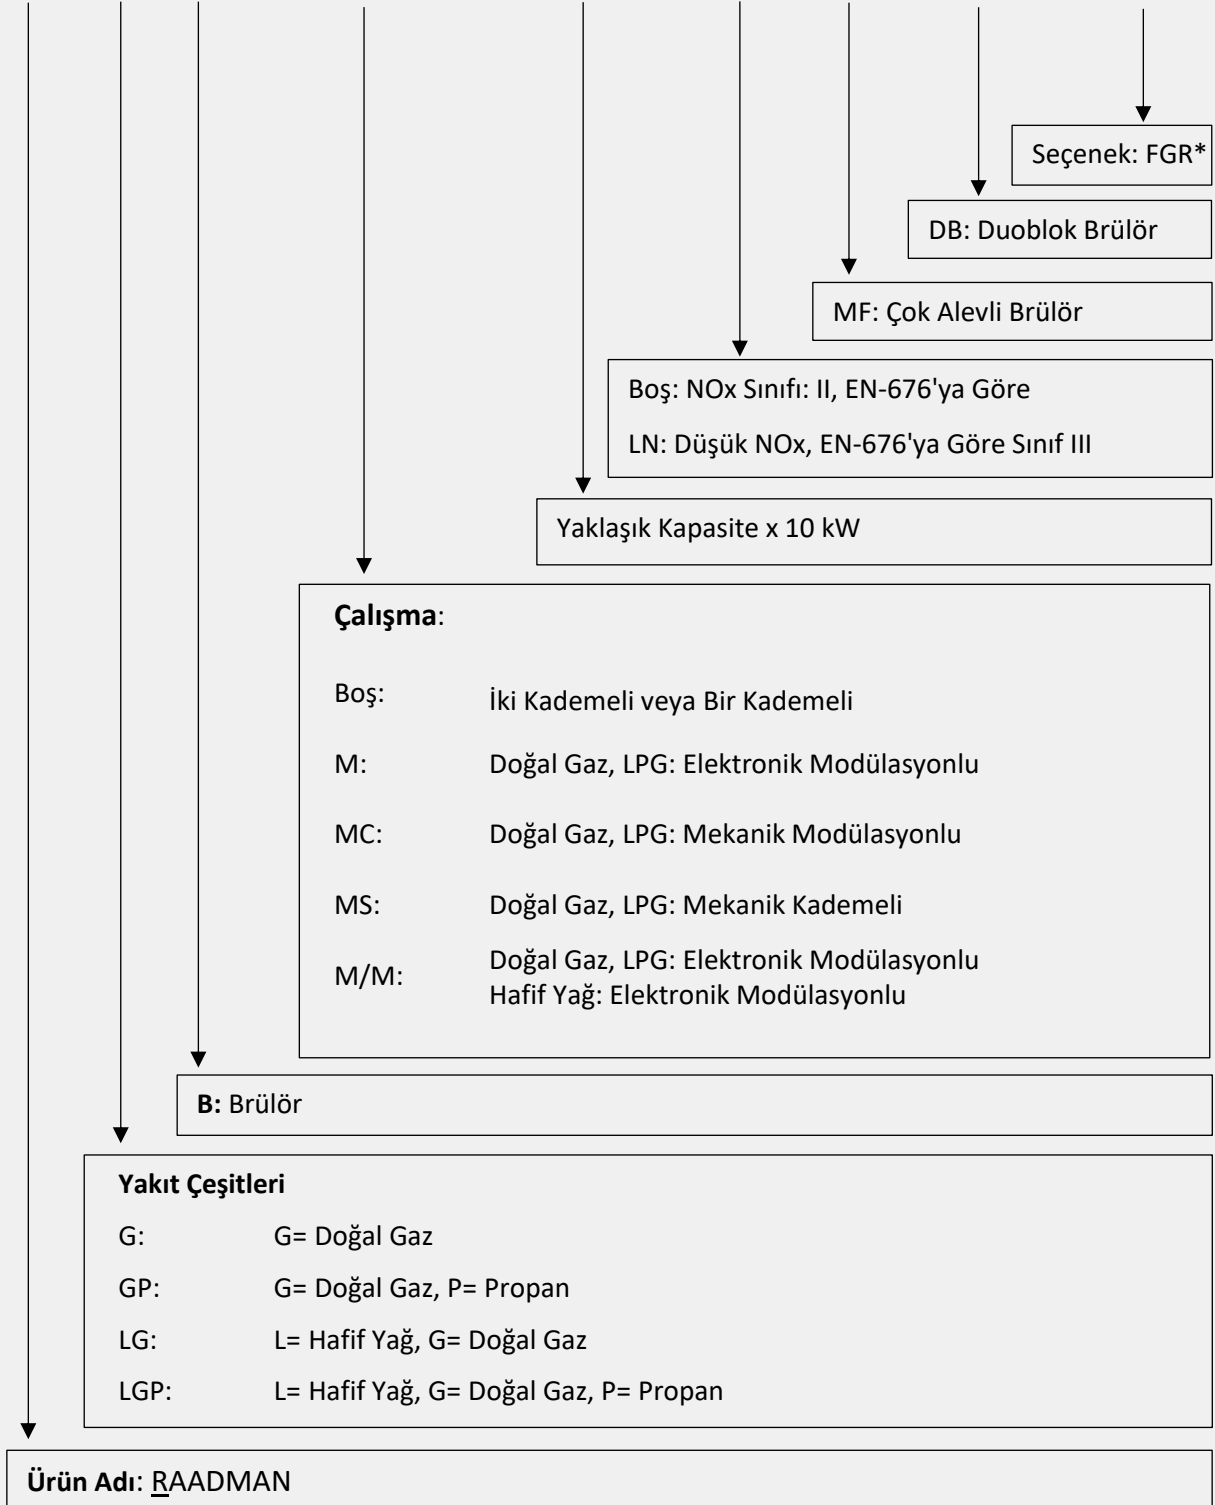 Seçenek: FGR*
DB: Duoblok Brülör
MF: Çok Alevli Brülör
Boş: NOx Sınıfı: II, EN-676'ya Göre
LN: Düşük NOx, EN-676'ya Göre Sınıf III
Yaklaşık Kapasite x 10 kW
Çalışma:
Boş: İki Kademeli veya Bir Kademeli
M: Doğal Gaz, LPG: Elektronik Modülasyonlu
MC: Doğal Gaz, LPG: Mekanik Modülasyonlu
MS: Doğal Gaz, LPG: Mekanik Kademeli
M/M: Doğal Gaz, LPG: Elektronik Modülasyonlu
Hafif Yağ: Elektronik Modülasyonlu
B: Brülör
Yakıt Çeşitleri
G: G= Doğal Gaz
GP: G= Doğal Gaz, P= Propan
LG: L= Hafif Yağ, G= Doğal Gaz
LGP: L= Hafif Yağ, G= Doğal Gaz, P= Propan
Ürün Adı: RAADMAN